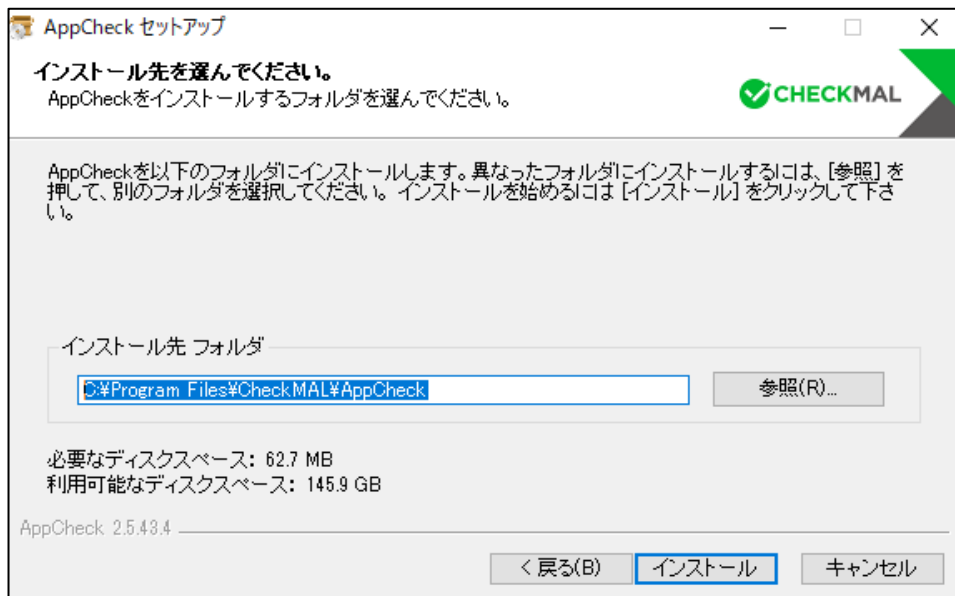 AppCheck セットアップ
インストール先を選んでください。
AppCheckをインストールするフォルダを選んでください。
CHECKMAL
AppCheckを以下のフォルダにインストールします。異なったフォルダにインストールするには、[参照] を
押して、別のフォルダを選択してください。 インストールを始めるには [インストール] をクリックして下さ
い。
インストール先 フォルダ
C:¥Program Files¥CheckMAL¥AppCheck
参照(R)...
必要なディスクスペース: 62.7 MB
利用可能なディスクスペース: 145.9 GB
AppCheck 2.5.43.4
< 戻る(B)
インストール
キャンセル